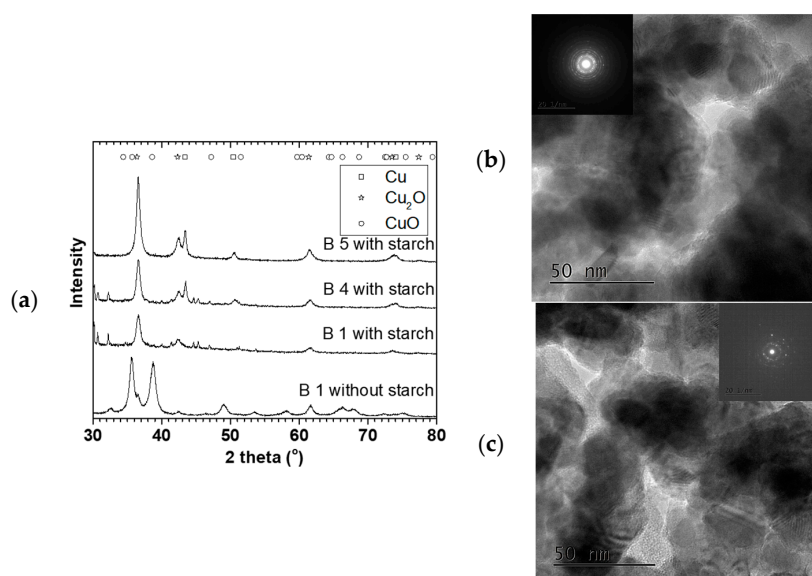 (a)
Intensity
Cu
Cu2O
CuO
B 5 with starch
B 4 with starch
B 1 with starch
B 1 without starch
30 40 50 60 70 80
2 theta (°)
(b)
50 nm
(c)
50 nm